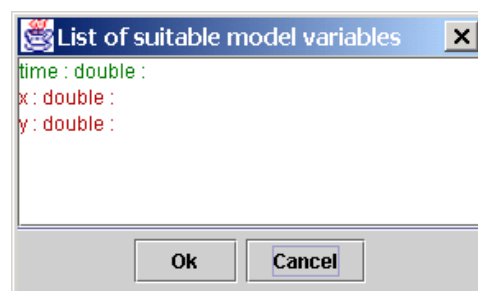 List of suitable model variables
time : double :
x : double :
y : double :
Ok Cancel